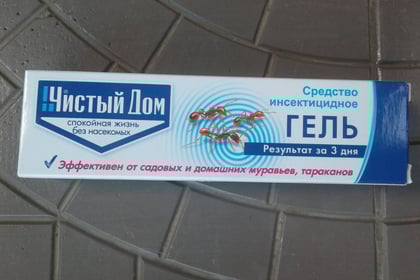 Чистый Дом
спокойная жизнь
без насекомых
Средство
инсектицидное
ГЕЛЬ
Результат за 3 дня
Эффективен от садовых и домашних муравьев, тараканов